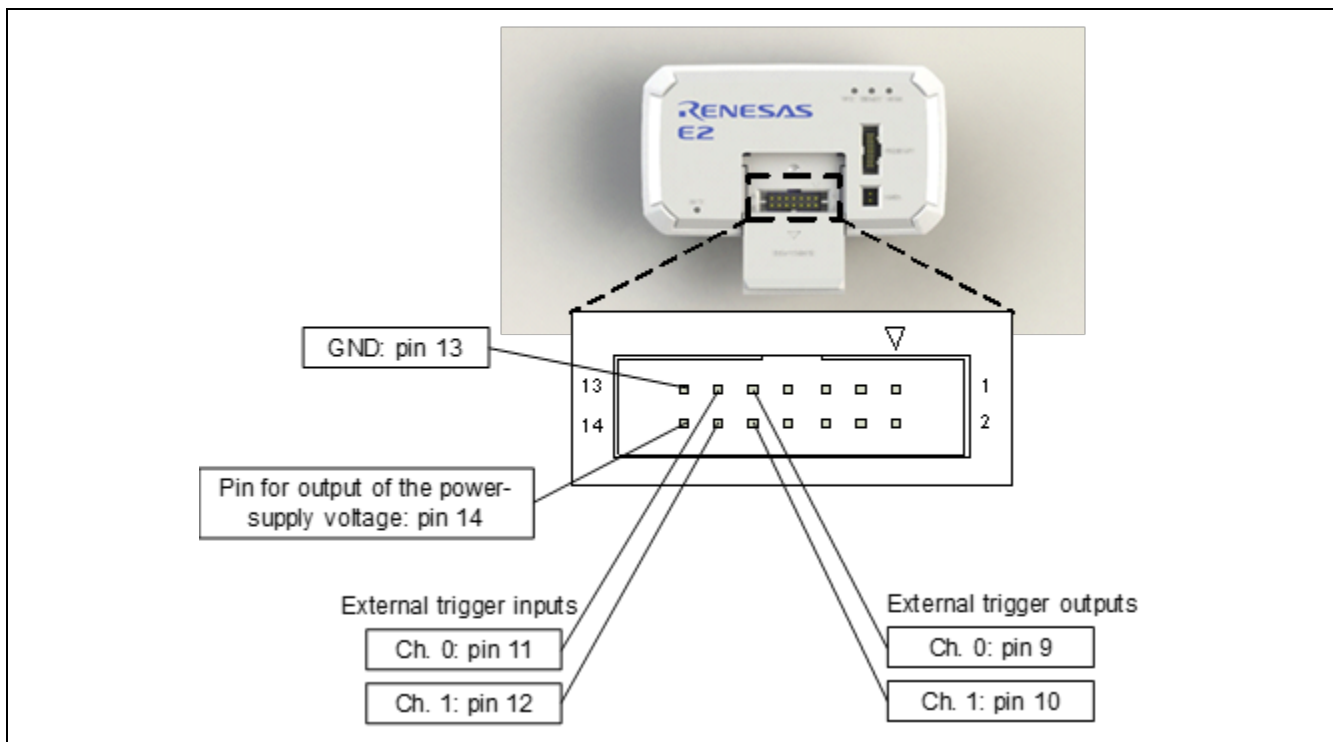 RENESAS
E2
GND: pin 13
13
1
14
2
Pin for output of the power-
supply voltage: pin 14
External trigger inputs
Ch. 0: pin 11
Ch. 1: pin 12
External trigger outputs
Ch. 0: pin 9
Ch. 1: pin 10